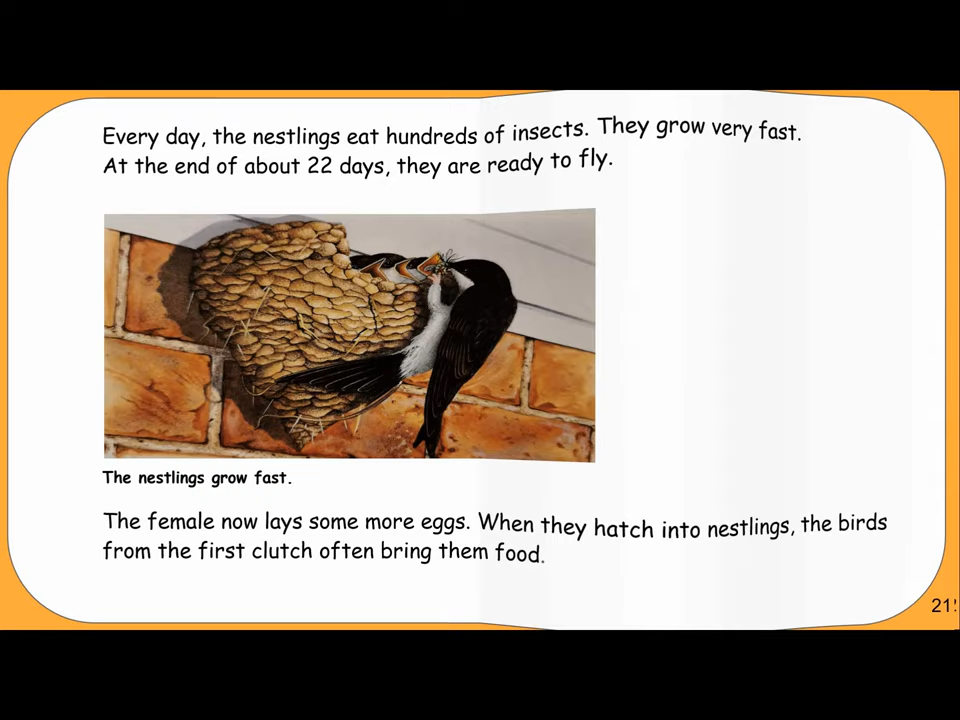 Every day, the nestlings eat hundreds of insects. They grow very fast.
At the end of about 22 days, they are ready to fly.
The nestlings grow fast.
The female now lays some more eggs. When they hatch into nestlings, the birds
from the first clutch often bring them food.